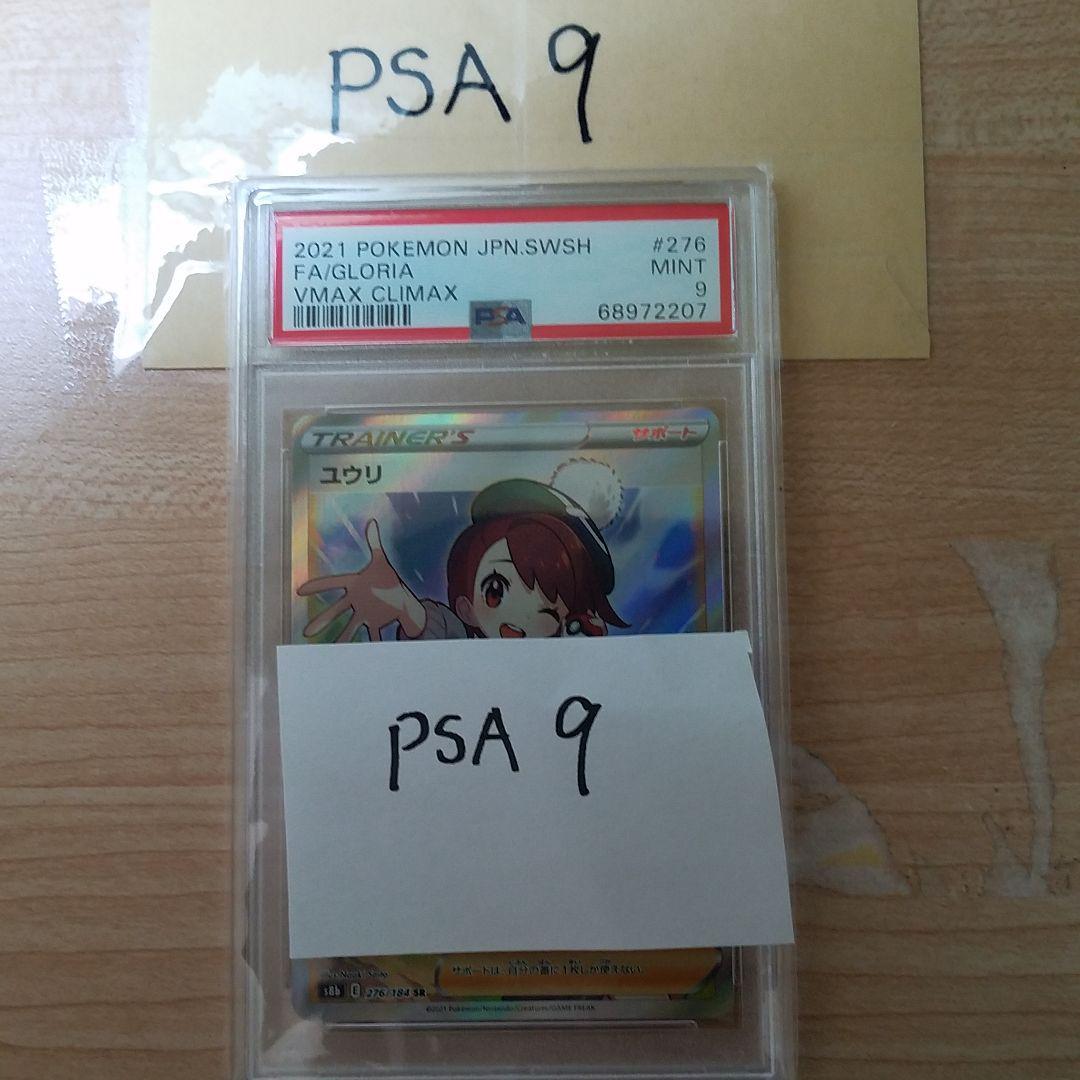 PSA 9
2021 POKEMON JPN.SWSH #276
FA/GLORIA MINT
VMAX CLIMAX 9
PSA 68972207
TRAINER'S サポート
ユウリ
PSA 9
サポートは、自分の番に1枚しか使えない。
s8b E 276/184 SR
©2021 Pokémon/Nintendo/Creatures/GAME FREAK